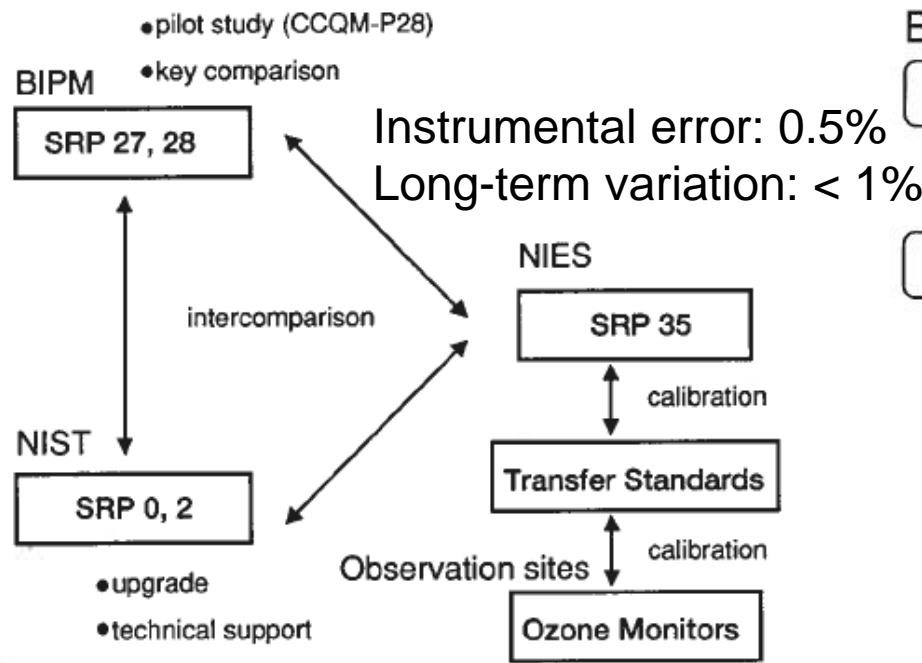 •pilot study (CCQM-P28)
•key comparison
BIPM
SRP 27, 28
Instrumental error: 0.5%
Long-term variation: < 1%
NIES
SRP 35
intercomparison
calibration
NIST
SRP 0, 2
Transfer Standards
calibration
Observation sites
•upgrade
•technical support
Ozone Monitors